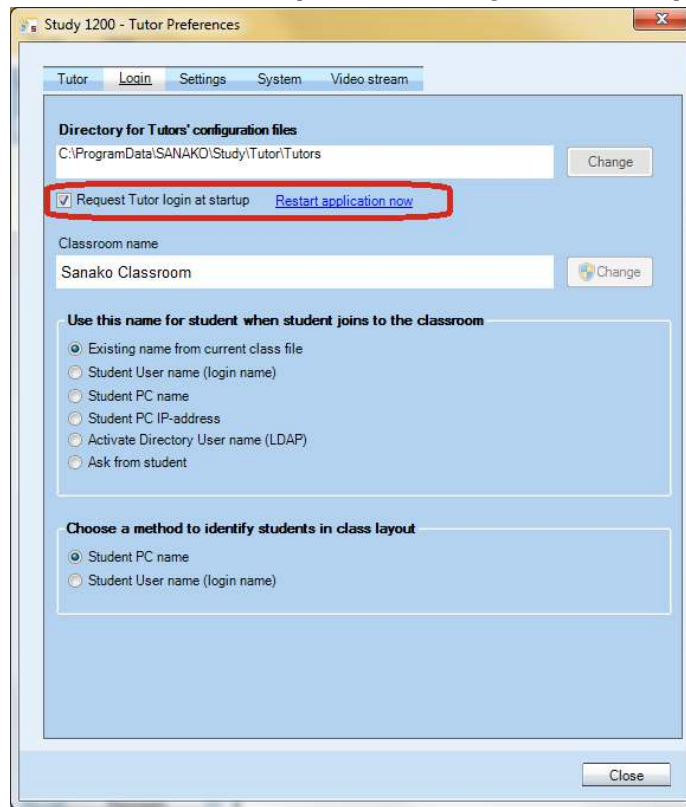 Study 1200 - Tutor Preferences
Tutor Login Settings System Video stream
Directory for Tutors' configuration files
C:\ProgramData\SANAKO\Study\Tutor\Tutors
Change
Request Tutor login at startup Restart application now
Classroom name
Sanako Classroom
Change
Use this name for student when student joins to the classroom
Existing name from current class file
Student User name (login name)
Student PC name
Student PC IP-address
Activate Directory User name (LDAP)
Ask from student
Choose a method to identify students in class layout
Student PC name
Student User name (login name)
Close